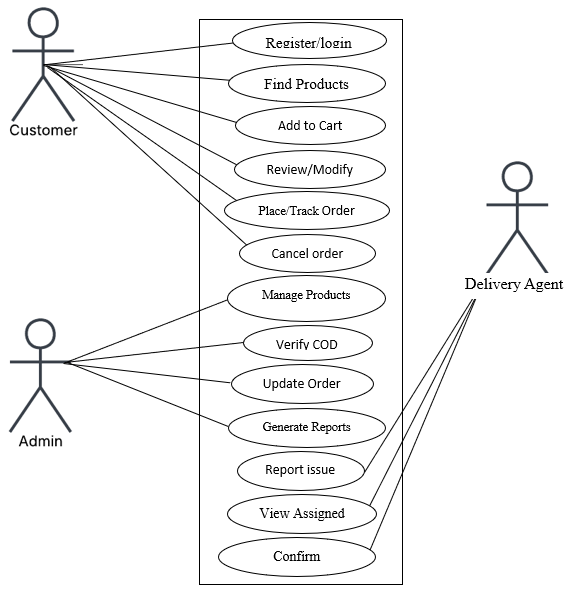 Register/login
Find Products
Customer
Add to Cart
Review/Modify
Place/Track Order
Cancel order
Delivery Agent
Manage Products
Verify COD
Update Order
Admin
Generate Reports
Report issue
View Assigned
Confirm